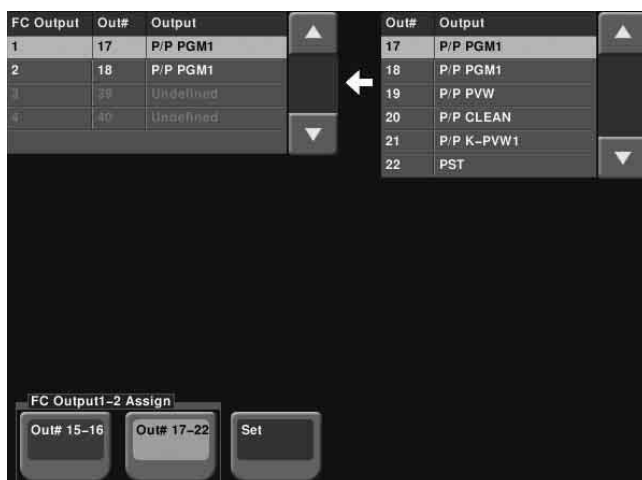 FC Output Out# Output
1 17 P/P PGM1
2 18 P/P PGM1
3 39 Undefined
4 40 Undefined
Out# Output
17 P/P PGM1
18 P/P PGM1
19 P/P PVW
20 P/P CLEAN
21 P/P K-PVW1
22 PST
FC Output1-2 Assign
Out# 15-16
Out# 17-22
Set